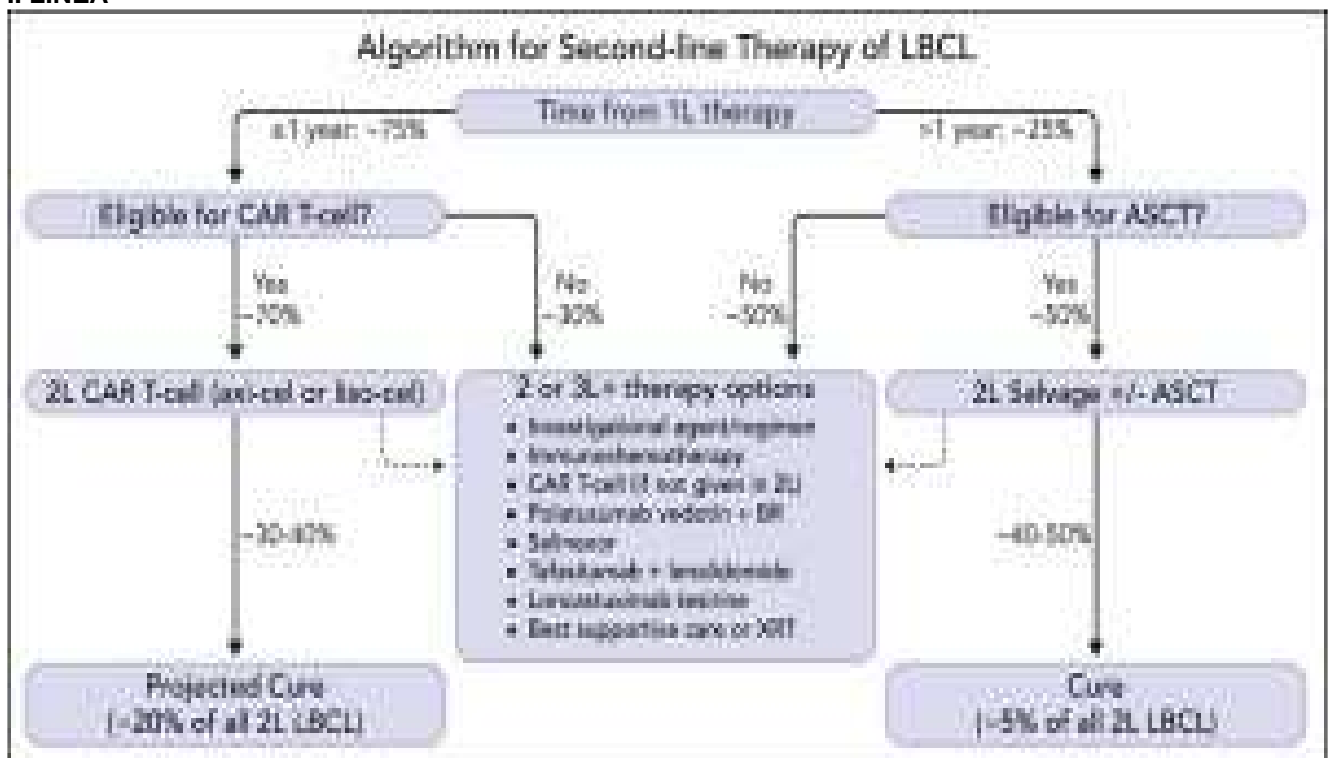 Algorithm for Second-line Therapy of LBCL
Time from 1L therapy
≤1 year: ~75%
>1 year: ~25%
Eligible for CAR T-cell?
Eligible for ASCT?
Yes
~70%
No
~30%
No
~50%
Yes
~50%
2L CAR T-cell (axi-cel or liso-cel)
2 or 3L+ therapy options
2L Salvage +/- ASCT
• Investigational agent/regimen
• Immunochemotherapy
• CAR T-cell (if not given in 2L)
• Polatuzumab vedotin + BR
• Selinexor
• Tafasitamab + lenalidomide
• Loncastuximab tesirine
• Best supportive care or XRT
~30-40%
~40-50%
Projected Cure
(~20% of all 2L LBCL)
Cure
(~5% of all 2L LBCL)